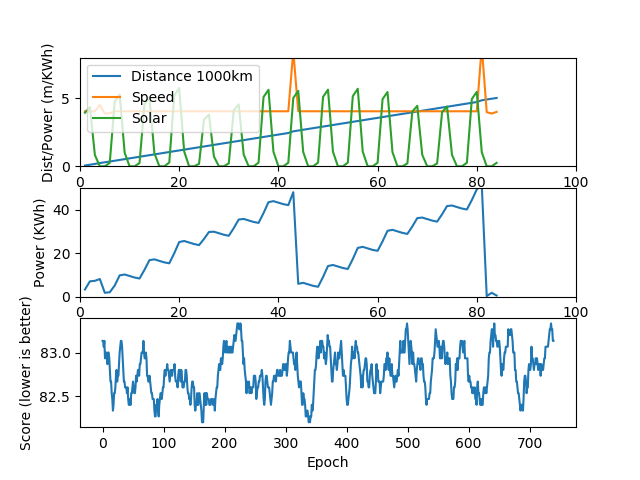 Dist/Power (m/KWh)
5
0
Distance 1000km
Speed
Solar
0 20 40 60 80 100
Power (KWh)
40
20
0
0 20 40 60 80 100
Score (lower is better)
83.0
82.5
0 100 200 300 400 500 600 700
Epoch